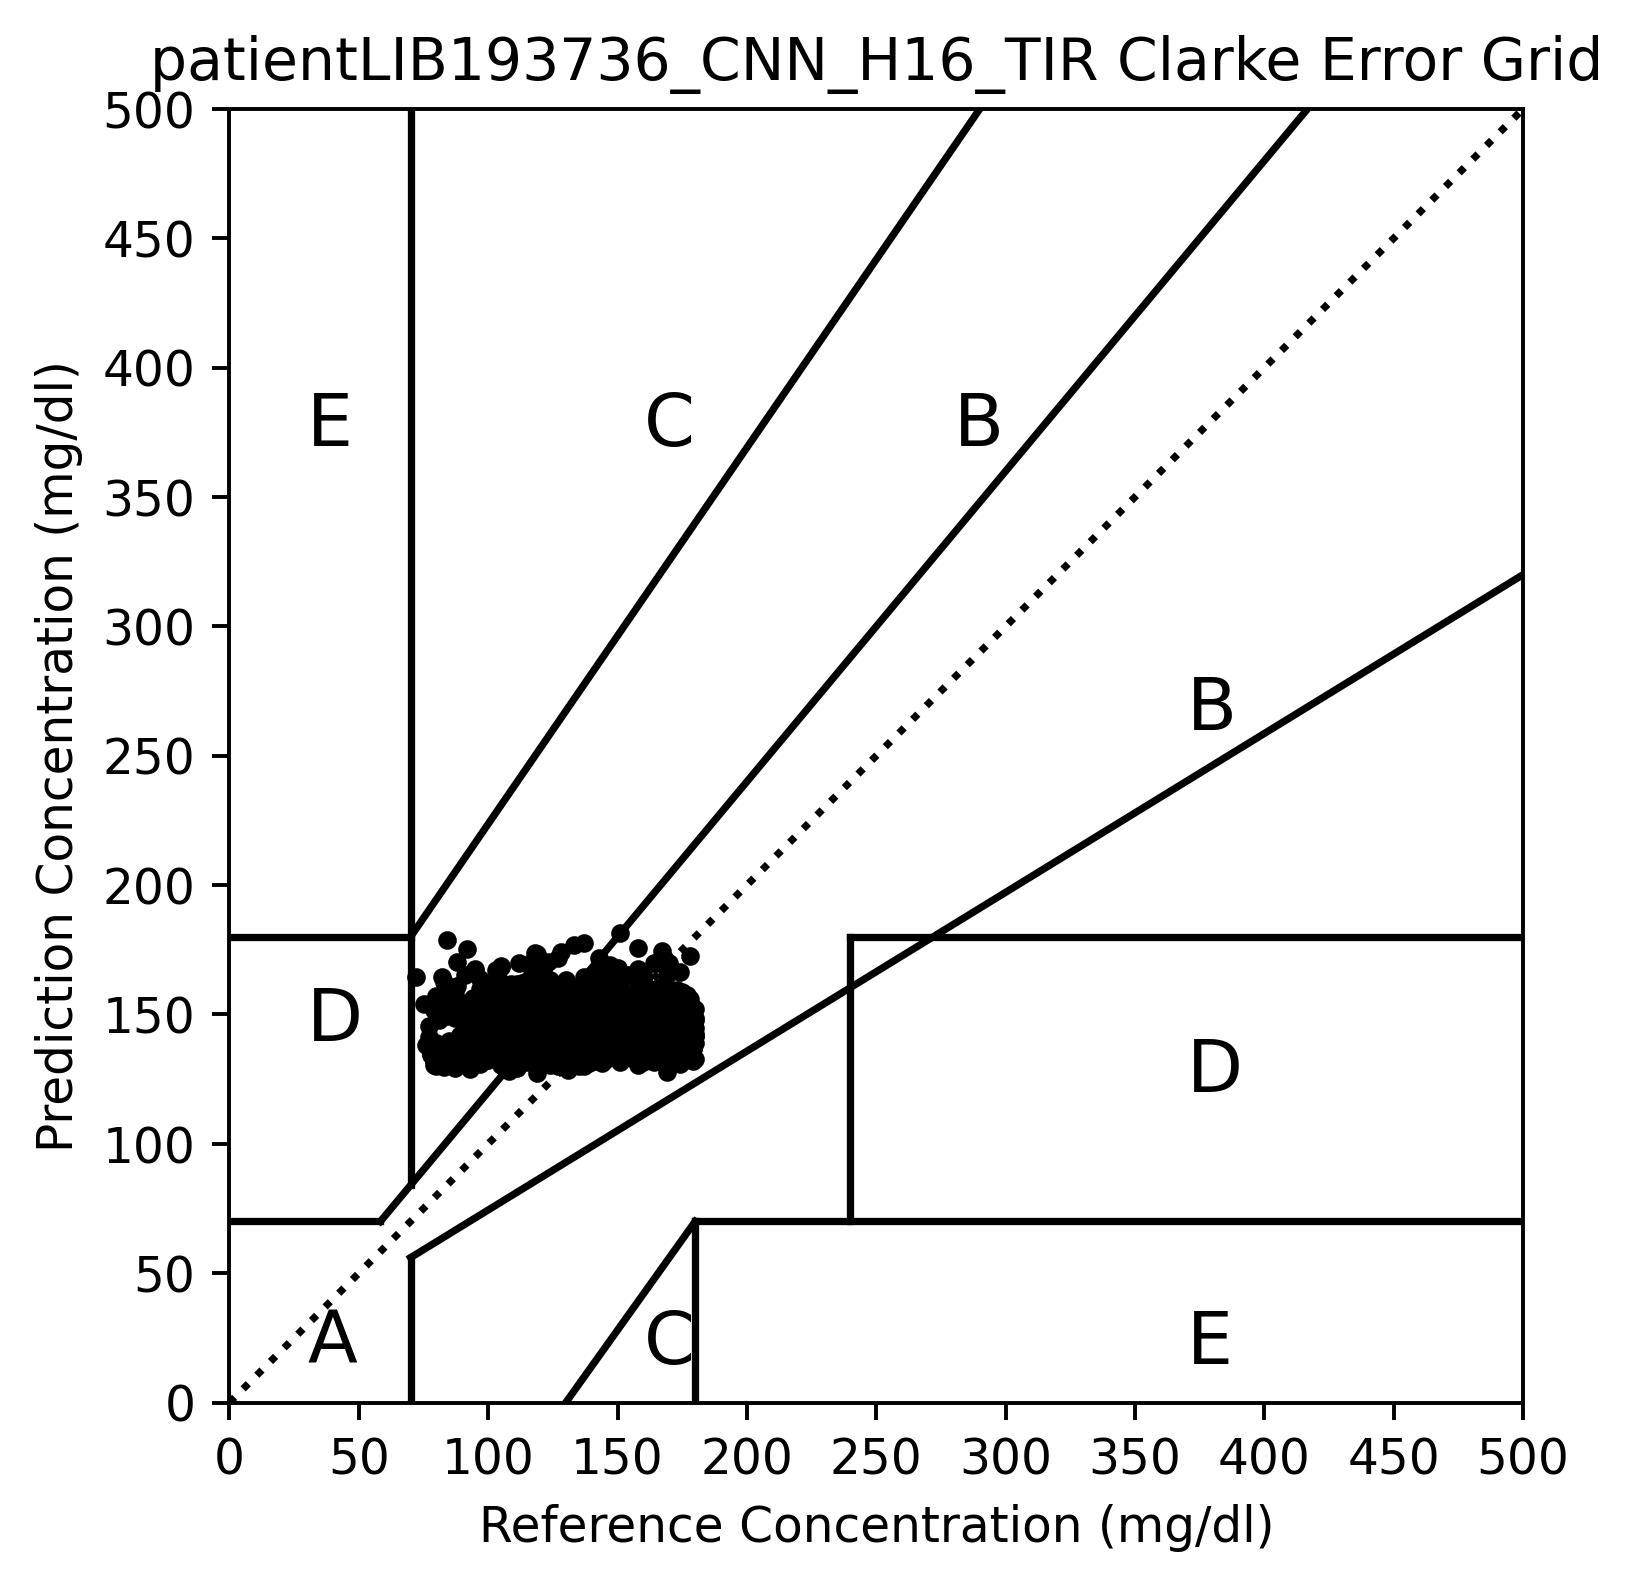 patientLIB193736_CNN_H16_TIR Clarke Error Grid
500
450
400
350
300
250
200
150
100
50
0
Prediction Concentration (mg/dl)
E
C
B
B
D
D
A
C
E
0 50 100 150 200 250 300 350 400 450 500
Reference Concentration (mg/dl)